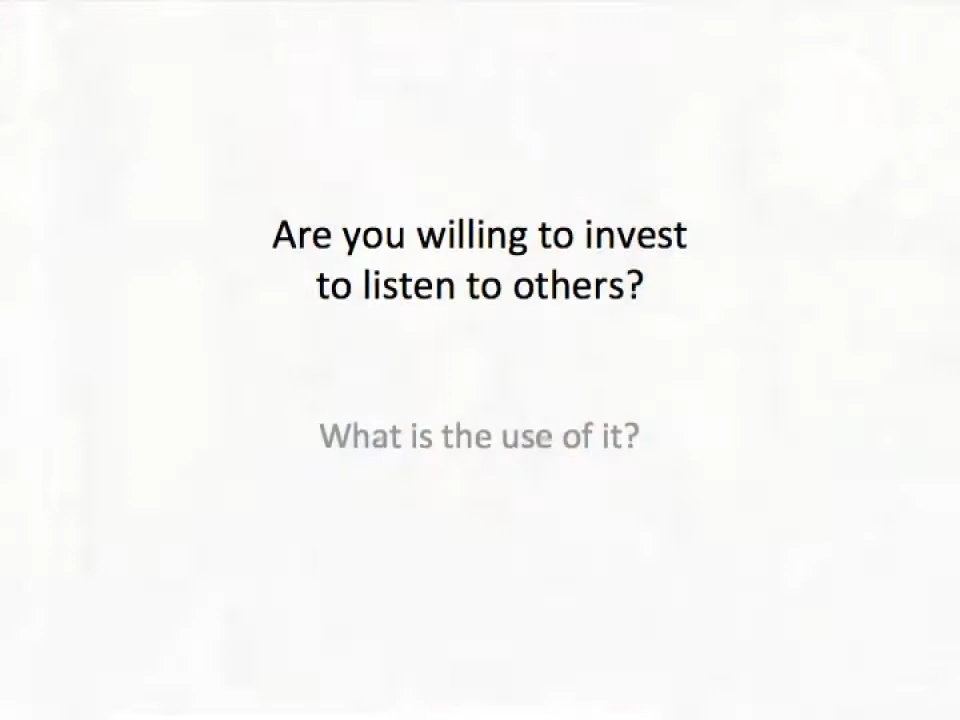 Are you willing to invest
to listen to others?
What is the use of it?